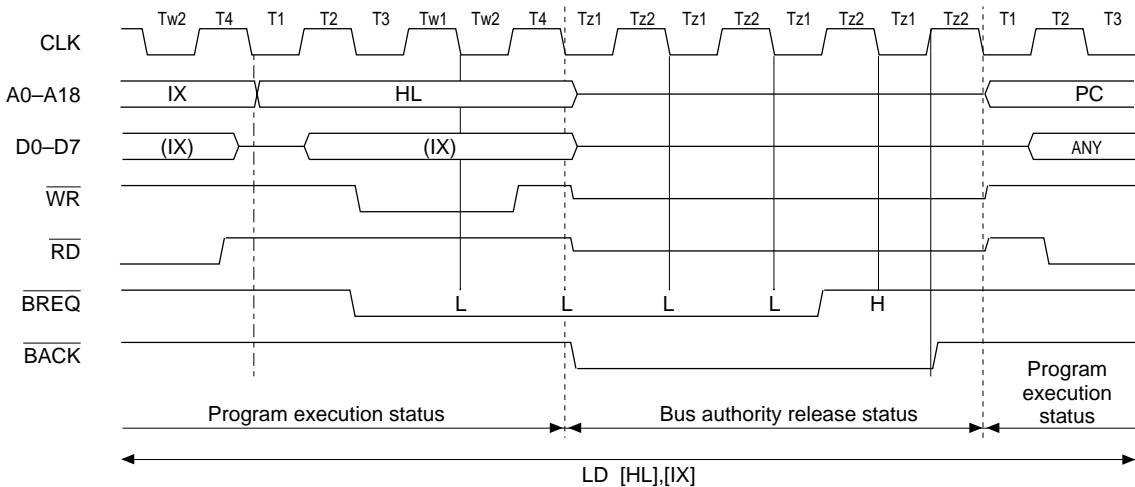 Tw2 T4 T1 T2 T3 Tw1 Tw2 T4 Tz1 Tz2 Tz1 Tz2 Tz1 Tz2 Tz1 Tz2 T1 T2 T3
CLK
A0–A18 IX HL PC
D0–D7 (IX) (IX) ANY
WR
RD
BREQ L L L L H
BACK
Program execution status Bus authority release status Program
execution
status
LD [HL],[IX]